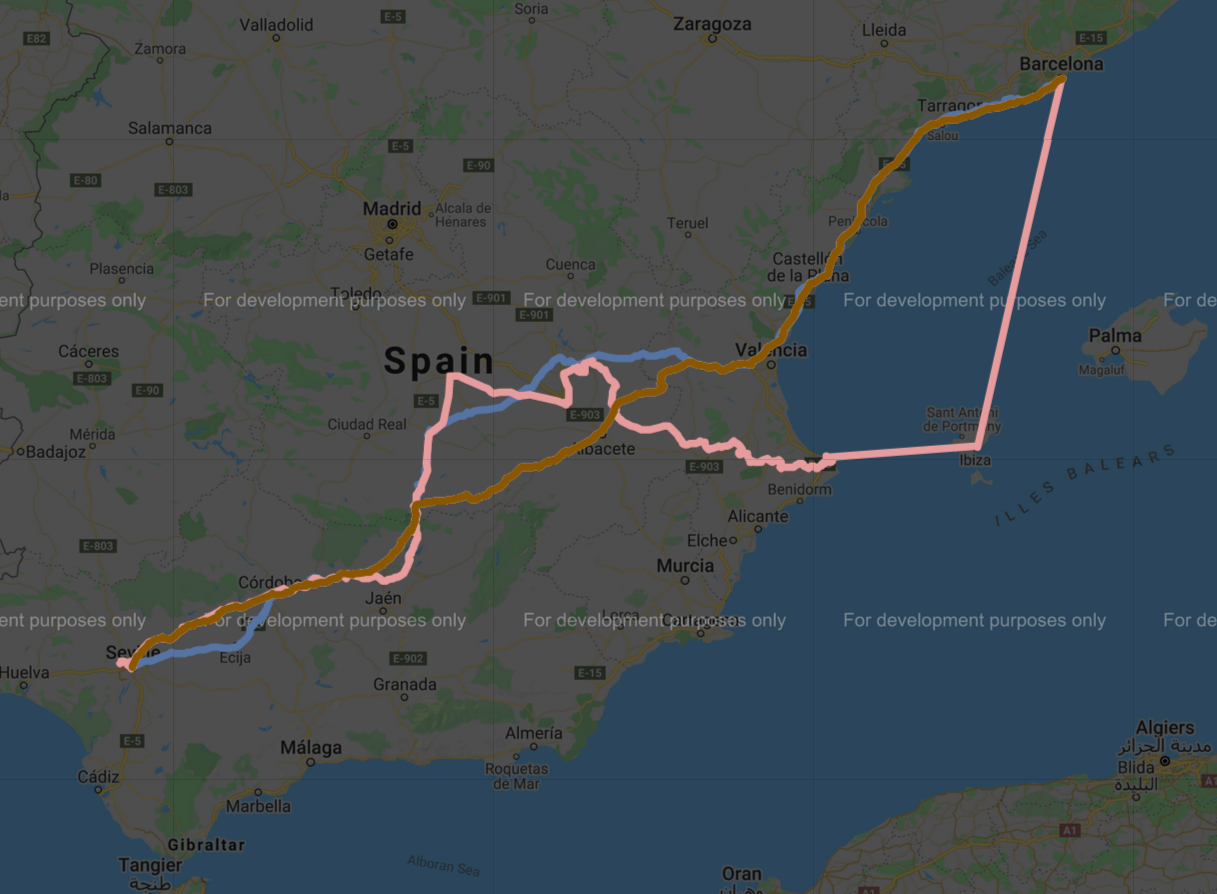 Soria
E-5
Valladolid
Zaragoza
Lleida
E82
E-15
Zamora
Barcelona
Tarragon
Salamanca
Salou
E-5
E-90
E-80
E-803
Madrid
Alcala de
Henares
Peníscola
Teruel
Getafe
Balearic Sea
Castellón
de la Plana
Plasencia
Cuenca
Toledo
ent purposes only
For development purposes only
For development purposes only
For development purposes only
For de
E-901
E-901
Palma
Cáceres
Spain
Valencia
Magaluf
E-803
E-90
E-5
E-903
Sant Antoni
de Portmany
Ciudad Real
Mérida
Badajoz
Albacete
E-903
Ibiza
ILLES BALEARS
Benidorm
Alicante
E-803
Elche
Murcia
Córdoba
Jaén
ent purposes only
For development purposes only
For development purposes only
For development purposes only
For de
Lorca
Cartagena
Seville
Ecija
E-902
E-15
Huelva
Granada
Algiers
مدينة الجزائر
Almería
E-5
Málaga
Roquetas
de Mar
Blida
البليدة
Cádiz
Marbella
A1
Gibraltar
Alboran Sea
Tangier
طنجة
Oran
وهران